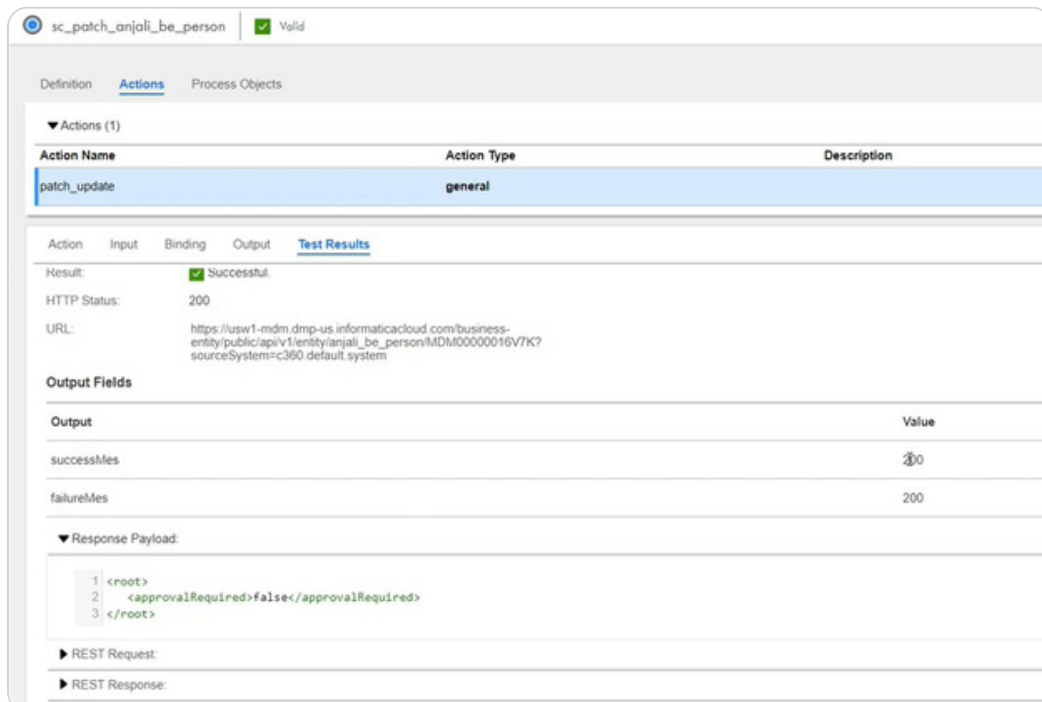 sc_patch_anjali_be_person Valid
Definition Actions Process Objects
Actions (1)
Action Name Action Type Description
patch_update general
Action Input Binding Output Test Results
Result: Successful.
HTTP Status: 200
URL: https://usw1-mdm.dmp-us.informaticacloud.com/business-
entity/public/api/v1/entity/anjali_be_person/MDM00000016V7K?
sourceSystem=c360.default.system
Output Fields
Output Value
successMes 200
failureMes 200
Response Payload:
1 <root>
2 <approvalRequired>false</approvalRequired>
3 </root>
REST Request:
REST Response: